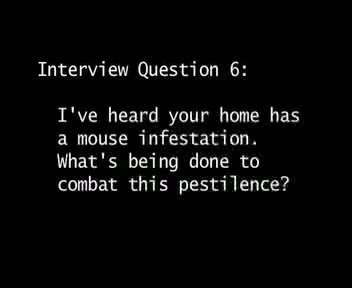 Interview Question 6:
I've heard your home has
a mouse infestation.
What's being done to
combat this pestilence?